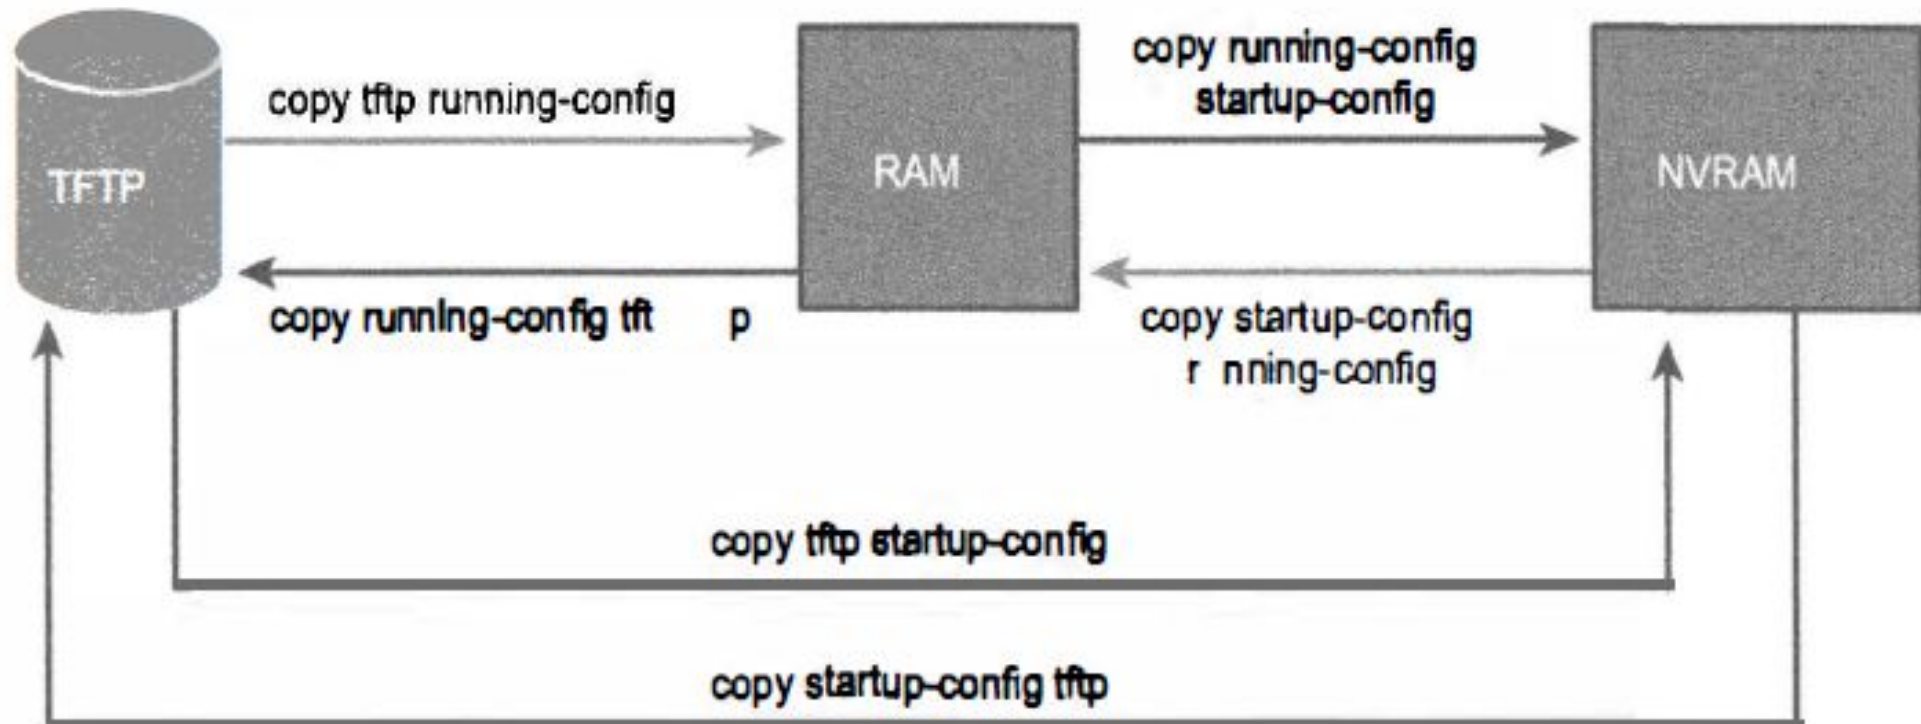 copy running-config
startup-config
copy tftp running-config
TFTP
RAM
NVRAM
copy running-config tft p
copy startup-config
r nning-config
copy tftp startup-config
copy startup-config tftp